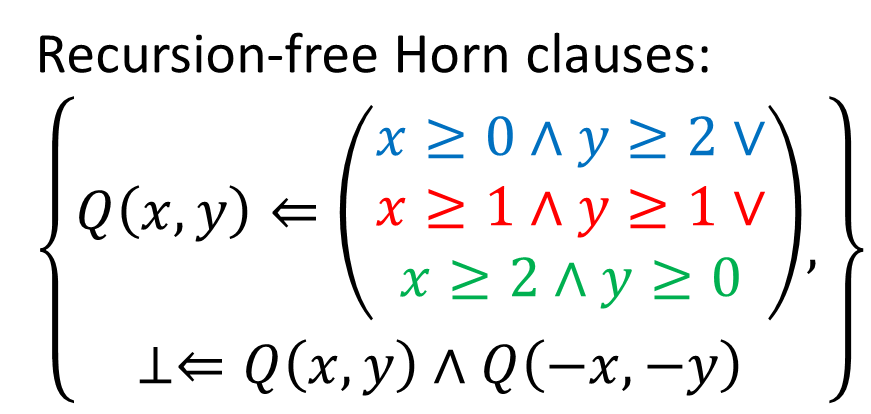 Recursion-free Horn clauses:
x ≥ 0 ∧ y ≥ 2 ∨
Q(x, y) ⇐ x ≥ 1 ∧ y ≥ 1 ∨
x ≥ 2 ∧ y ≥ 0 ,
⊥⇐ Q(x, y) ∧ Q(−x, −y)